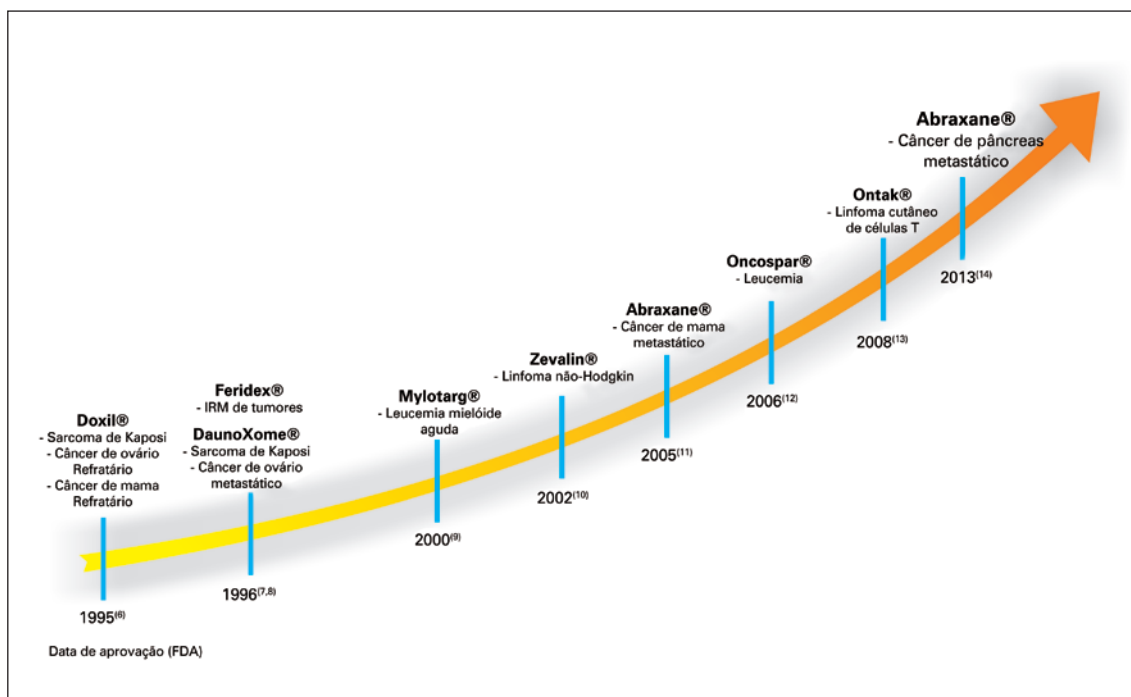 Doxil®
- Sarcoma de Kaposi
- Câncer de ovário
Refratário
- Câncer de mama
Refratário
1995(6)
Feridex®
- IRM de tumores
DaunoXome®
- Sarcoma de Kaposi
- Câncer de ovário
metastático
1996(7,8)
Mylotarg®
- Leucemia mielóide
aguda
2000(9)
Zevalin®
- Linfoma não-Hodgkin
2002(10)
Abraxane®
- Câncer de mama
metastático
2005(11)
Oncospar®
- Leucemia
2006(12)
Ontak®
- Linfoma cutâneo
de células T
2008(13)
Abraxane®
- Câncer de pâncreas
metastático
2013(14)
Data de aprovação (FDA)